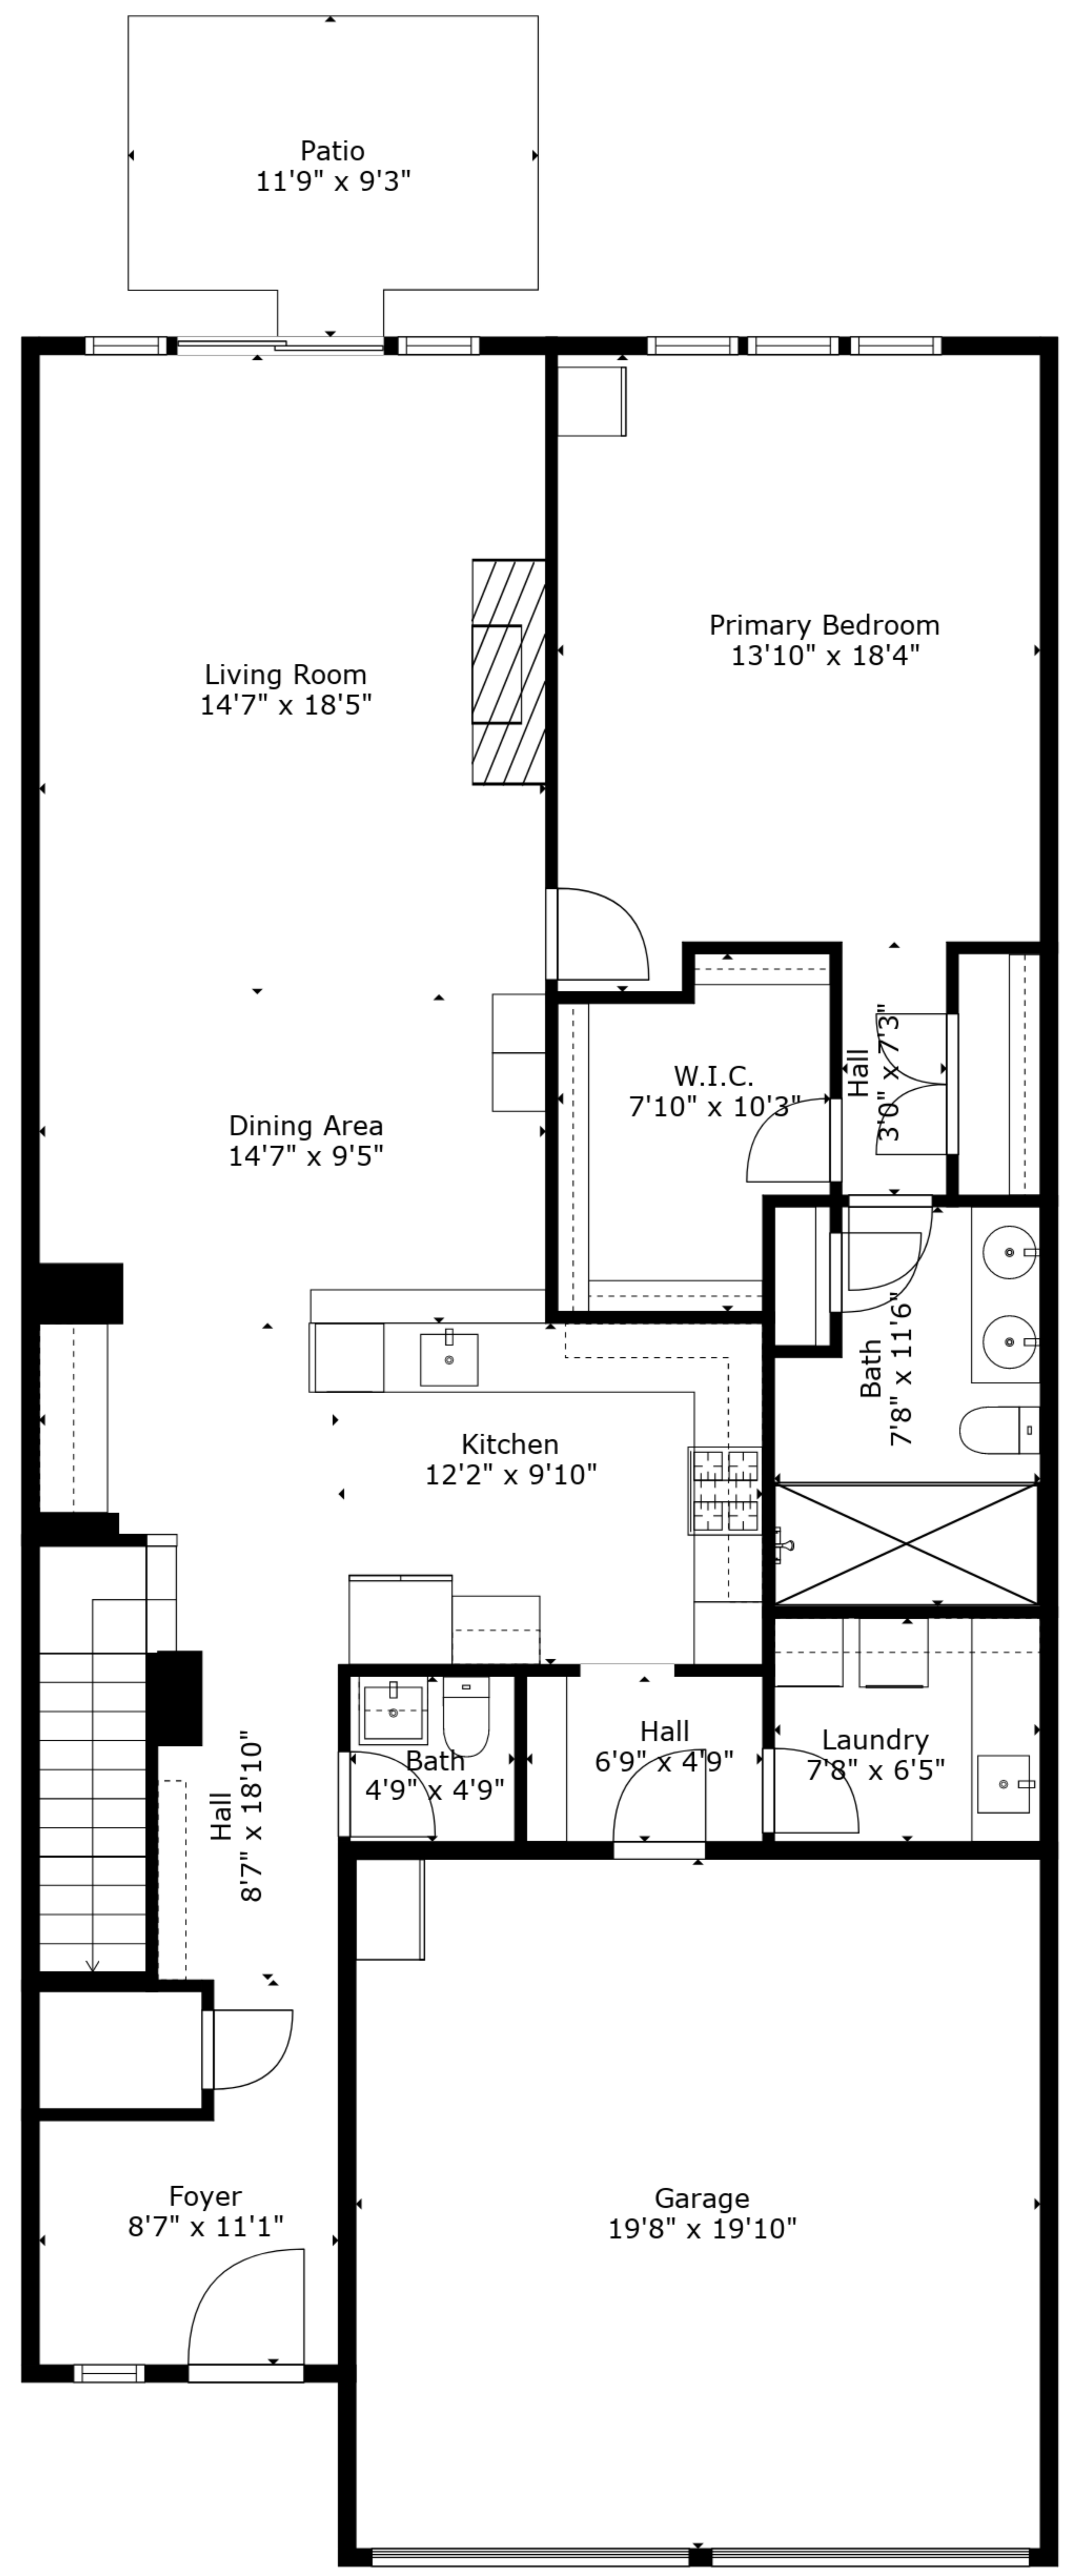 Patio
11'9" x 9'3"
Primary Bedroom
13'10" x 18'4"
Living Room
14'7" x 18'5"
W.I.C.
7'10" x 10'3"
Hall
3'0" x 7'3"
Dining Area
14'7" x 9'5"
Bath
7'8" x 11'6"
Kitchen
12'2" x 9'10"
Hall
6'9" x 4'9"
Laundry
7'8" x 6'5"
Bath
4'9" x 4'9"
Hall
8'7" x 18'10"
Foyer
8'7" x 11'1"
Garage
19'8" x 19'10"